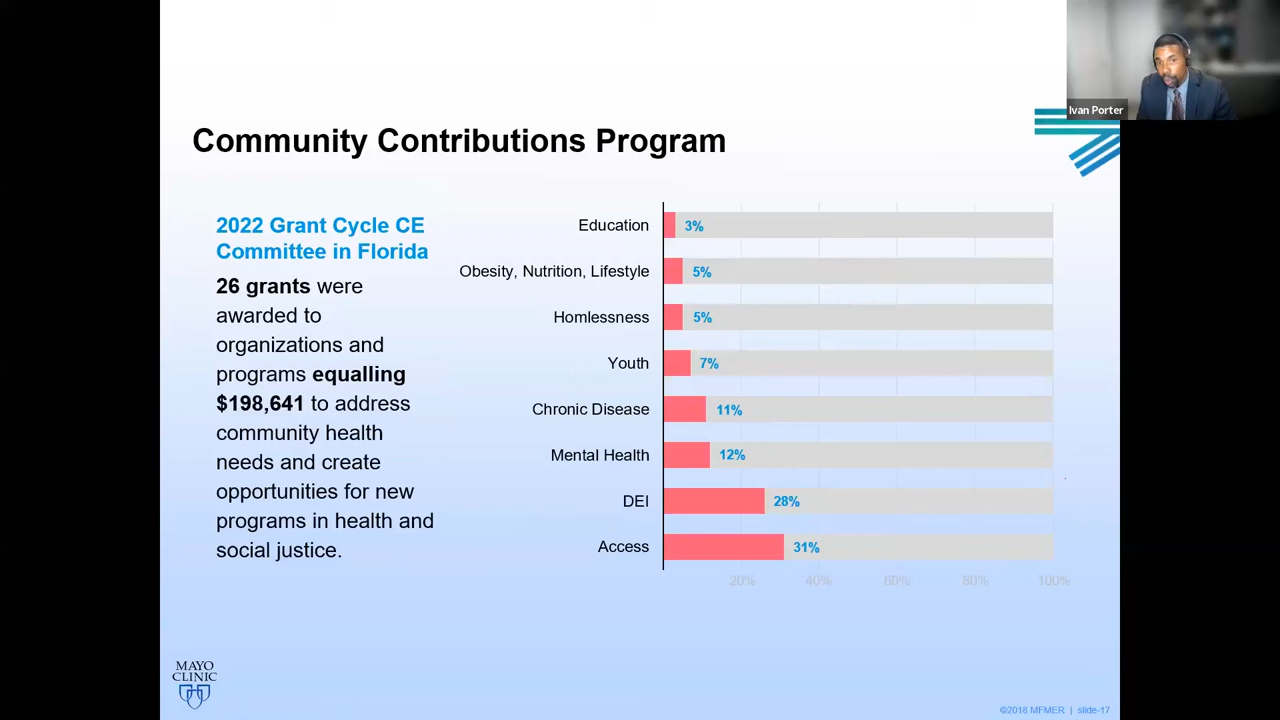 Ivan Porter
Community Contributions Program
2022 Grant Cycle CE
Committee in Florida
26 grants were
awarded to
organizations and
programs equalling
$198,641 to address
community health
needs and create
opportunities for new
programs in health and
social justice.
Education 3%
Obesity, Nutrition, Lifestyle 5%
Homlessness 5%
Youth 7%
Chronic Disease 11%
Mental Health 12%
DEI 28%
Access 31%
20% 40% 60% 80% 100%
MAYO
CLINIC
©2018 MFMER | slide-17